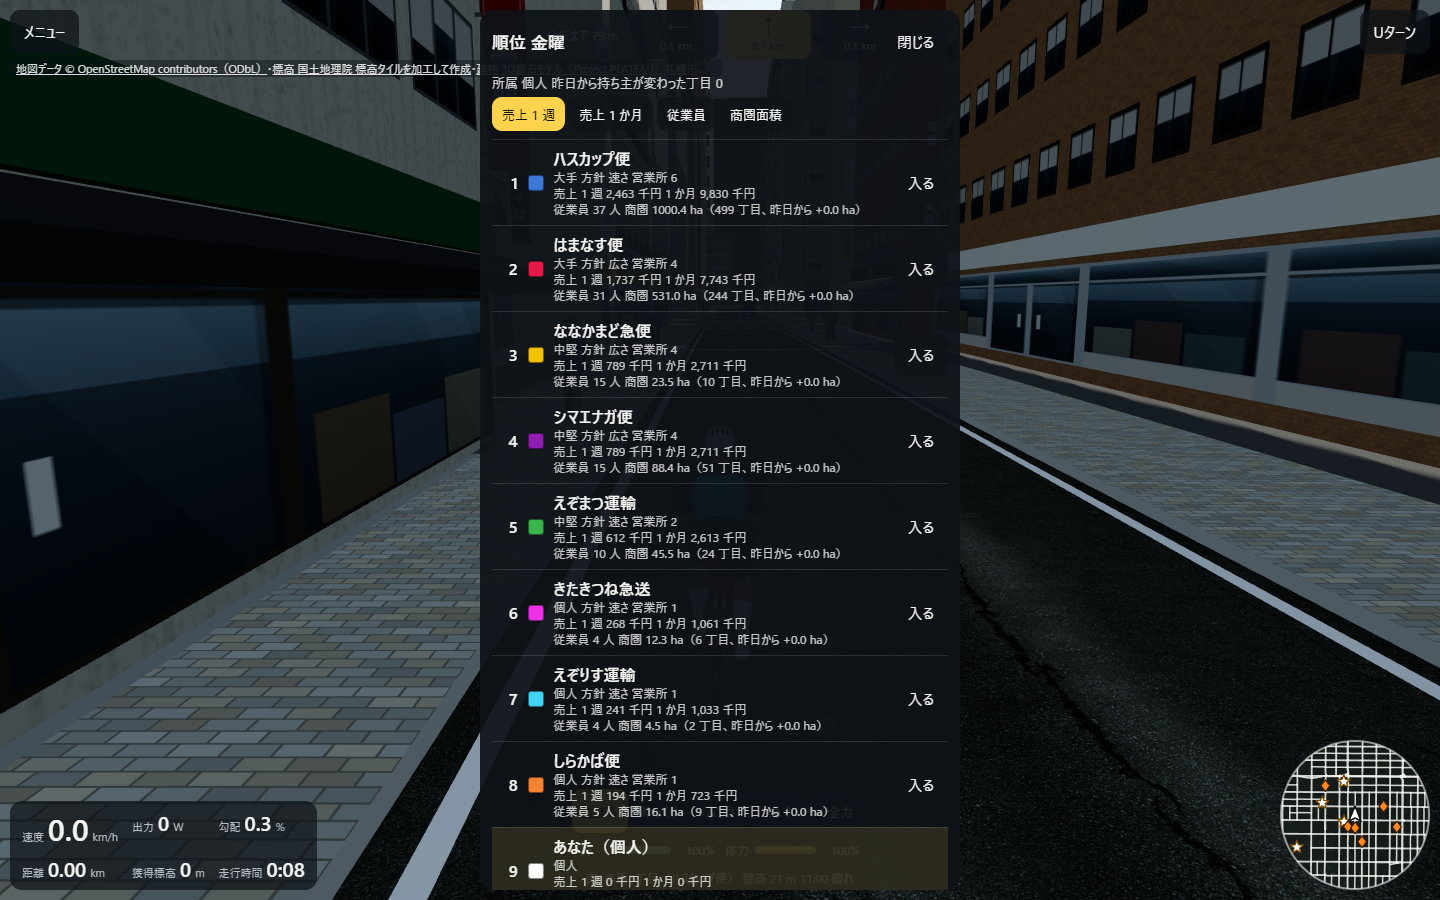 メニュー
Uターン
地図データ © OpenStreetMap contributors（ODbL）・標高 国土地理院 標高タイルを加工して作成・
順位 金曜
閉じる
所属 個人 昨日から持ち主が変わった丁目 0
売上 1 週
売上 1 か月
従業員
商圏面積
1
ハスカップ便
大手 方針 速さ 営業所 6
売上 1 週 2,463 千円 1 か月 9,830 千円
従業員 37 人 商圏 1000.4 ha（499 丁目、昨日から +0.0 ha）
入る
2
はまなす便
大手 方針 広さ 営業所 4
売上 1 週 1,737 千円 1 か月 7,743 千円
従業員 31 人 商圏 531.0 ha（244 丁目、昨日から +0.0 ha）
入る
3
ななかまど急便
中堅 方針 広さ 営業所 4
売上 1 週 789 千円 1 か月 2,711 千円
従業員 15 人 商圏 23.5 ha（10 丁目、昨日から +0.0 ha）
入る
4
シマエナガ便
中堅 方針 広さ 営業所 4
売上 1 週 789 千円 1 か月 2,711 千円
従業員 15 人 商圏 88.4 ha（51 丁目、昨日から +0.0 ha）
入る
5
えぞまつ運輸
中堅 方針 速さ 営業所 2
売上 1 週 612 千円 1 か月 2,613 千円
従業員 10 人 商圏 45.5 ha（24 丁目、昨日から +0.0 ha）
入る
6
きたきつね急送
個人 方針 速さ 営業所 1
売上 1 週 268 千円 1 か月 1,061 千円
従業員 4 人 商圏 12.3 ha（6 丁目、昨日から +0.0 ha）
入る
7
えぞりす運輸
個人 方針 速さ 営業所 1
売上 1 週 241 千円 1 か月 1,033 千円
従業員 4 人 商圏 4.5 ha（2 丁目、昨日から +0.0 ha）
入る
8
しらかば便
個人 方針 速さ 営業所 1
売上 1 週 194 千円 1 か月 723 千円
従業員 5 人 商圏 16.1 ha（9 丁目、昨日から +0.0 ha）
入る
9
あなた（個人）
個人
売上 1 週 0 千円 1 か月 0 千円
100% 体力 100%
標高 21 m 11:00 晴れ
速度 0.0 km/h 出力 0 W 勾配 0.3 %
距離 0.00 km 獲得標高 0 m 走行時間 0:08